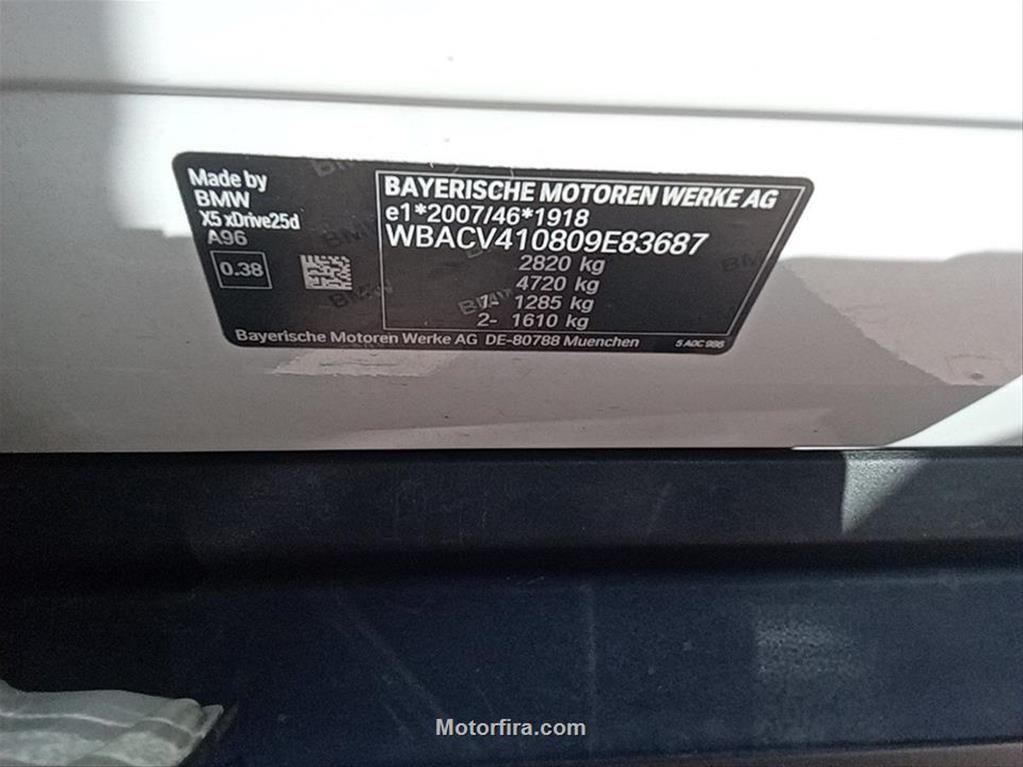 Made by
BMW
X5 xDrive25d
A96
0.38
BAYERISCHE MOTOREN WERKE AG
e1*2007/46*1918
WBACV410809E83687
2820 kg
4720 kg
1- 1285 kg
2- 1610 kg
Bayerische Motoren Werke AG DE-80788 Muenchen
Motorfira.com